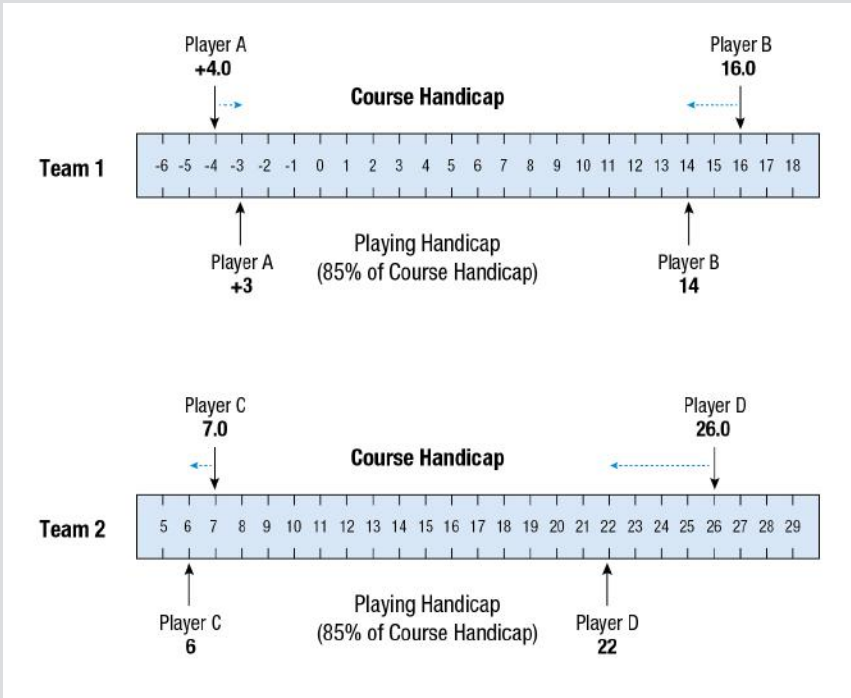 Player A
+4.0
Player B
16.0
Course Handicap
Team 1
-6 -5 -4 -3 -2 -1 0 1 2 3 4 5 6 7 8 9 10 11 12 13 14 15 16 17 18
Player A
+3
Playing Handicap
(85% of Course Handicap)
Player B
14
Player C
7.0
Player D
26.0
Course Handicap
Team 2
5 6 7 8 9 10 11 12 13 14 15 16 17 18 19 20 21 22 23 24 25 26 27 28 29
Player C
6
Playing Handicap
(85% of Course Handicap)
Player D
22